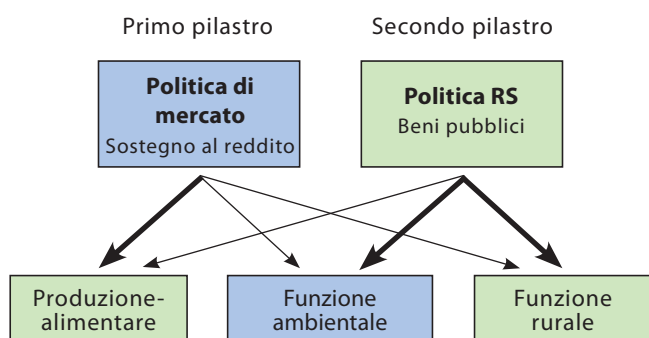 Primo pilastro
Secondo pilastro
Politica di
mercato
Sostegno al reddito
Politica RS
Beni pubblici
Produzione-
alimentare
Funzione
ambientale
Funzione
rurale